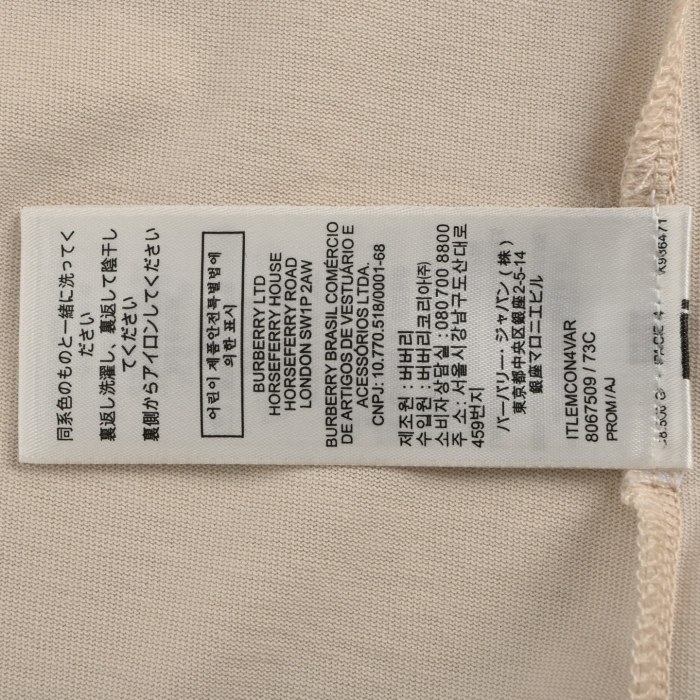 同系色のものと一緒に洗ってく
ださい
裏返し洗濯し、裏返して陰干し
てください
裏側からアイロンしてください
어린이 제품안전특별법에
의한 표시
BURBERRY LTD
HORSEFERRY HOUSE
HORSEFERRY ROAD
LONDON SW1P 2AW
BURBERRY BRASIL COMÉRCIO
DE ARTIGOS DE VESTUÁRIO E
ACESSÓRIOS LTDA.
CNPJ: 10.770.518/0001-68
제조원 : 버버리
수입원 : 버버리코리아(주)
소비자상담실 : 080 700 8800
주 소 : 서울시 강남구도산대로
459번지
バーバリー・ジャパン (株)
東京都中央区銀座2-5-14
銀座マロニエビル
ITLEMCON4VAR
8067509 / 73C
PROM / AJ